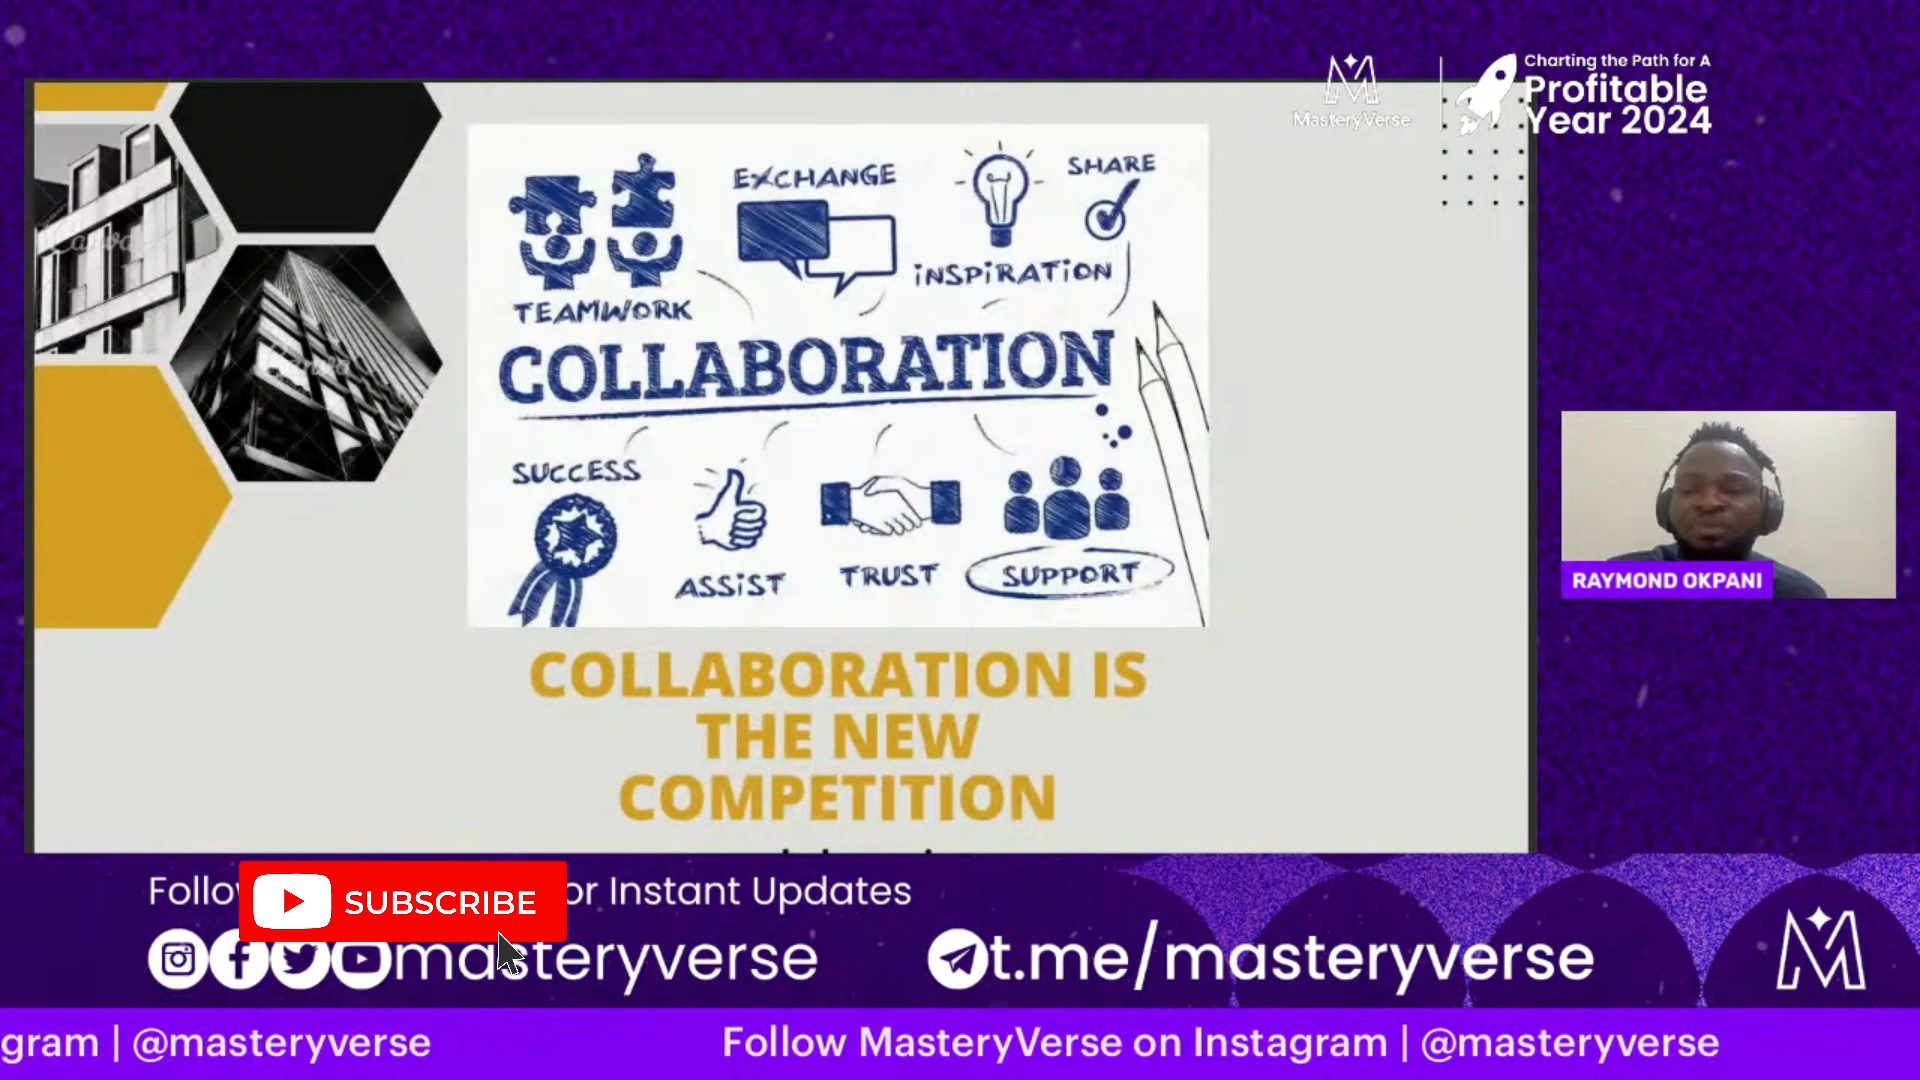 MasteryVerse
Charting the Path for A
Profitable
Year 2024
EXCHANGE
SHARE
INSPIRATION
TEAMWORK
COLLABORATION
SUCCESS
ASSIST
TRUST
SUPPORT
COLLABORATION IS
THE NEW
COMPETITION
RAYMOND OKPANI
or Instant Updates
SUBSCRIBE
masteryverse
t.me/masteryverse
gram | @masteryverse
Follow MasteryVerse on Instagram | @masteryverse